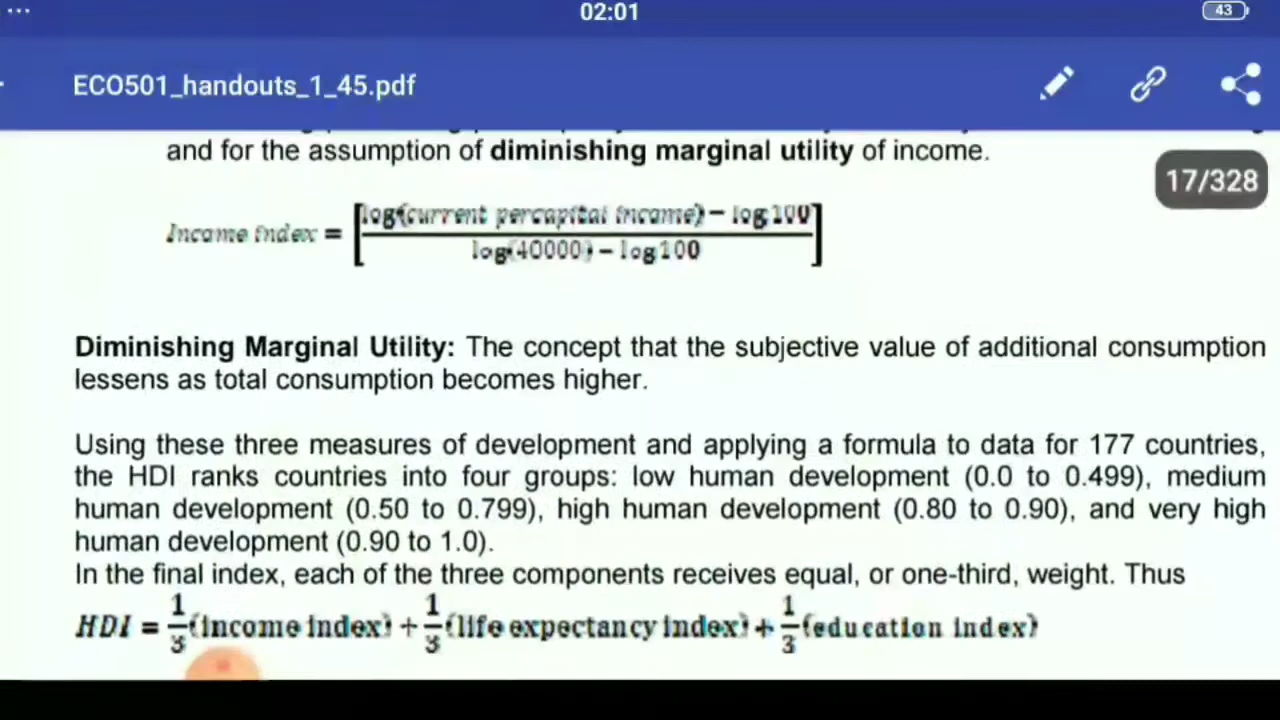 02:01
43
ECO501_handouts_1_45.pdf
and for the assumption of diminishing marginal utility of income.
17/328
Income index = [log(current percapital income) − log 100 / log(40000) − log 100]
Diminishing Marginal Utility: The concept that the subjective value of additional consumption
lessens as total consumption becomes higher.
Using these three measures of development and applying a formula to data for 177 countries,
the HDI ranks countries into four groups: low human development (0.0 to 0.499), medium
human development (0.50 to 0.799), high human development (0.80 to 0.90), and very high
human development (0.90 to 1.0).
In the final index, each of the three components receives equal, or one-third, weight. Thus
HDI = 1/3(income index) + 1/3(life expectancy index) + 1/3(education index)